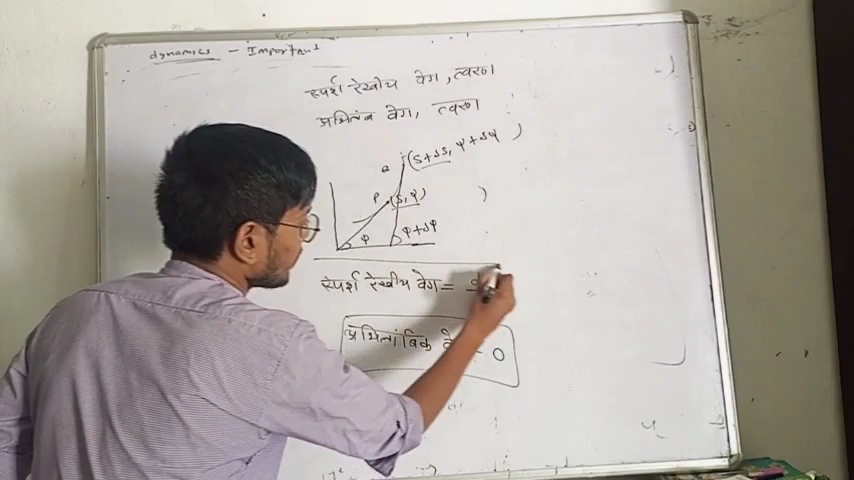 dynamics - Important
स्पर्श रेखीय वेग, त्वरण
अभिलंब वेग, त्वरण
Q (S+δS, ψ+δψ)
P (S, ψ)
ψ ψ+δψ
स्पर्श रेखीय वेग =
अभिलांबिक वे = 0